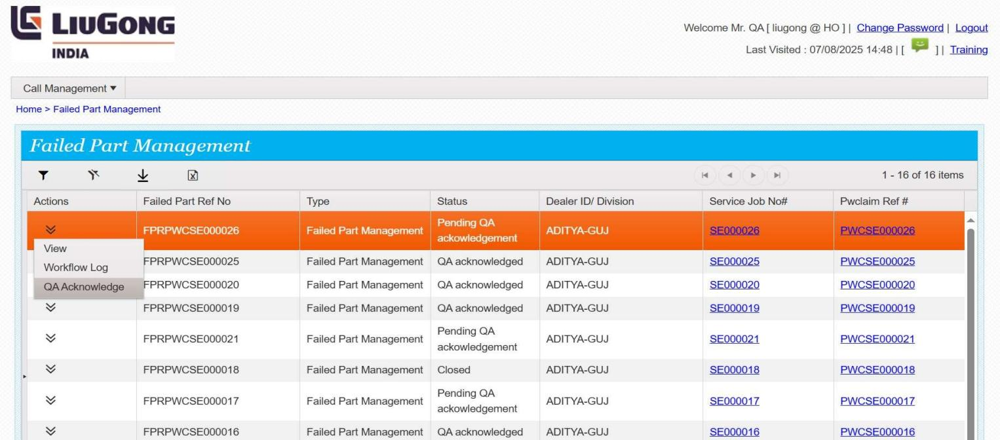 LIUGONG
INDIA
Welcome Mr. QA [ liugong @ HO ] | Change Password | Logout
Last Visited : 07/08/2025 14:48 | [ ] | Training
Call Management ▼
Home > Failed Part Management
Failed Part Management
1 - 16 of 16 items
Actions Failed Part Ref No Type Status Dealer ID/ Division Service Job No# Pwclaim Ref #
FPRPWCSE000026 Failed Part Management Pending QA ackowledgement ADITYA-GUJ SE000026 PWCSE000026
View
Workflow Log
QA Acknowledge
FPRPWCSE000025 Failed Part Management QA acknowledged ADITYA-GUJ SE000025 PWCSE000025
FPRPWCSE000020 Failed Part Management QA acknowledged ADITYA-GUJ SE000020 PWCSE000020
FPRPWCSE000019 Failed Part Management QA acknowledged ADITYA-GUJ SE000019 PWCSE000019
FPRPWCSE000021 Failed Part Management Pending QA ackowledgement ADITYA-GUJ SE000021 PWCSE000021
FPRPWCSE000018 Failed Part Management Closed ADITYA-GUJ SE000018 PWCSE000018
FPRPWCSE000017 Failed Part Management Pending QA ackowledgement ADITYA-GUJ SE000017 PWCSE000017
FPRPWCSE000016 Failed Part Management QA acknowledged ADITYA-GUJ SE000016 PWCSE000016